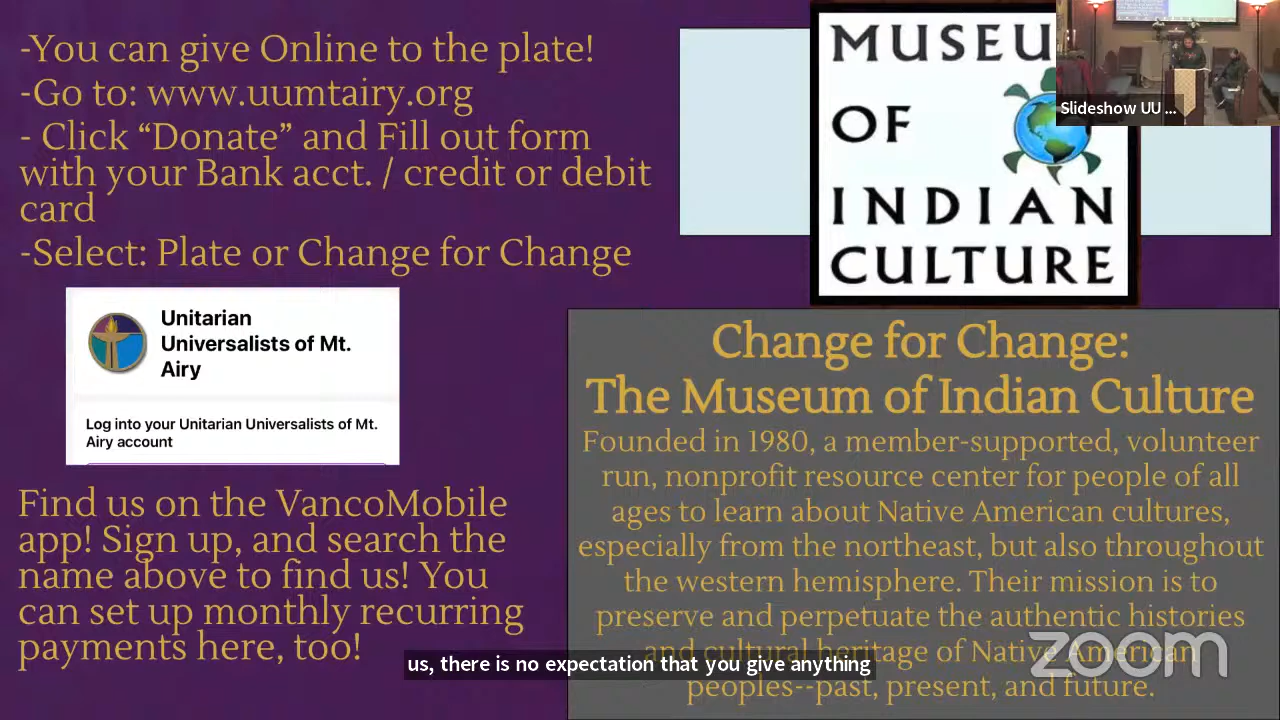 -You can give Online to the plate!
-Go to: www.uumtairy.org
- Click “Donate” and Fill out form
with your Bank acct. / credit or debit
card
-Select: Plate or Change for Change
Unitarian
Universalists of Mt.
Airy
Log into your Unitarian Universalists of Mt.
Airy account
Find us on the VancoMobile
app! Sign up, and search the
name above to find us! You
can set up monthly recurring
payments here, too!
MUSEU
OF
INDIAN
CULTURE
Slideshow UU ...
Change for Change:
The Museum of Indian Culture
Founded in 1980, a member-supported, volunteer
run, nonprofit resource center for people of all
ages to learn about Native American cultures,
especially from the northeast, but also throughout
the western hemisphere. Their mission is to
preserve and perpetuate the authentic histories
and cultural heritage of Native American
peoples--past, present, and future.
us, there is no expectation that you give anything
zoom